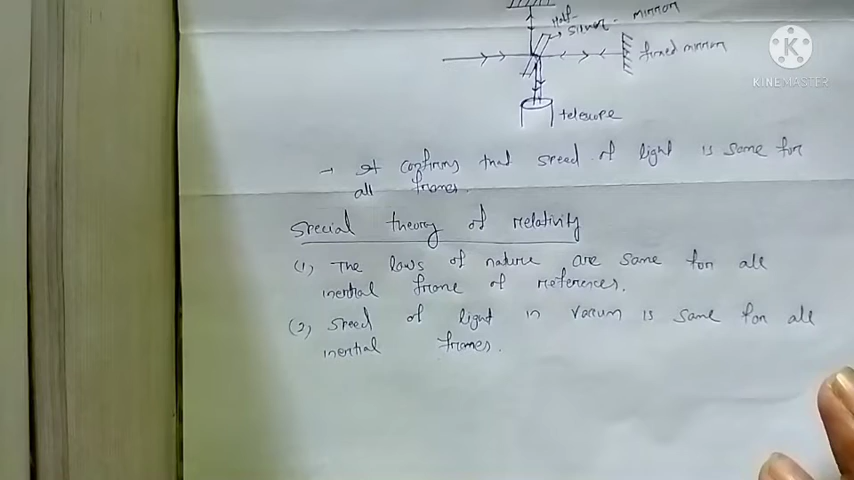 Half
silver mirror
fixed mirror
telescope
K
KINEMASTER
→ It confirms that speed of light is same for
all frames.
Special theory of relativity
(1) The laws of nature are same for all
inertial frame of references.
(2) speed of light in vaccum is same for all
inertial frames.